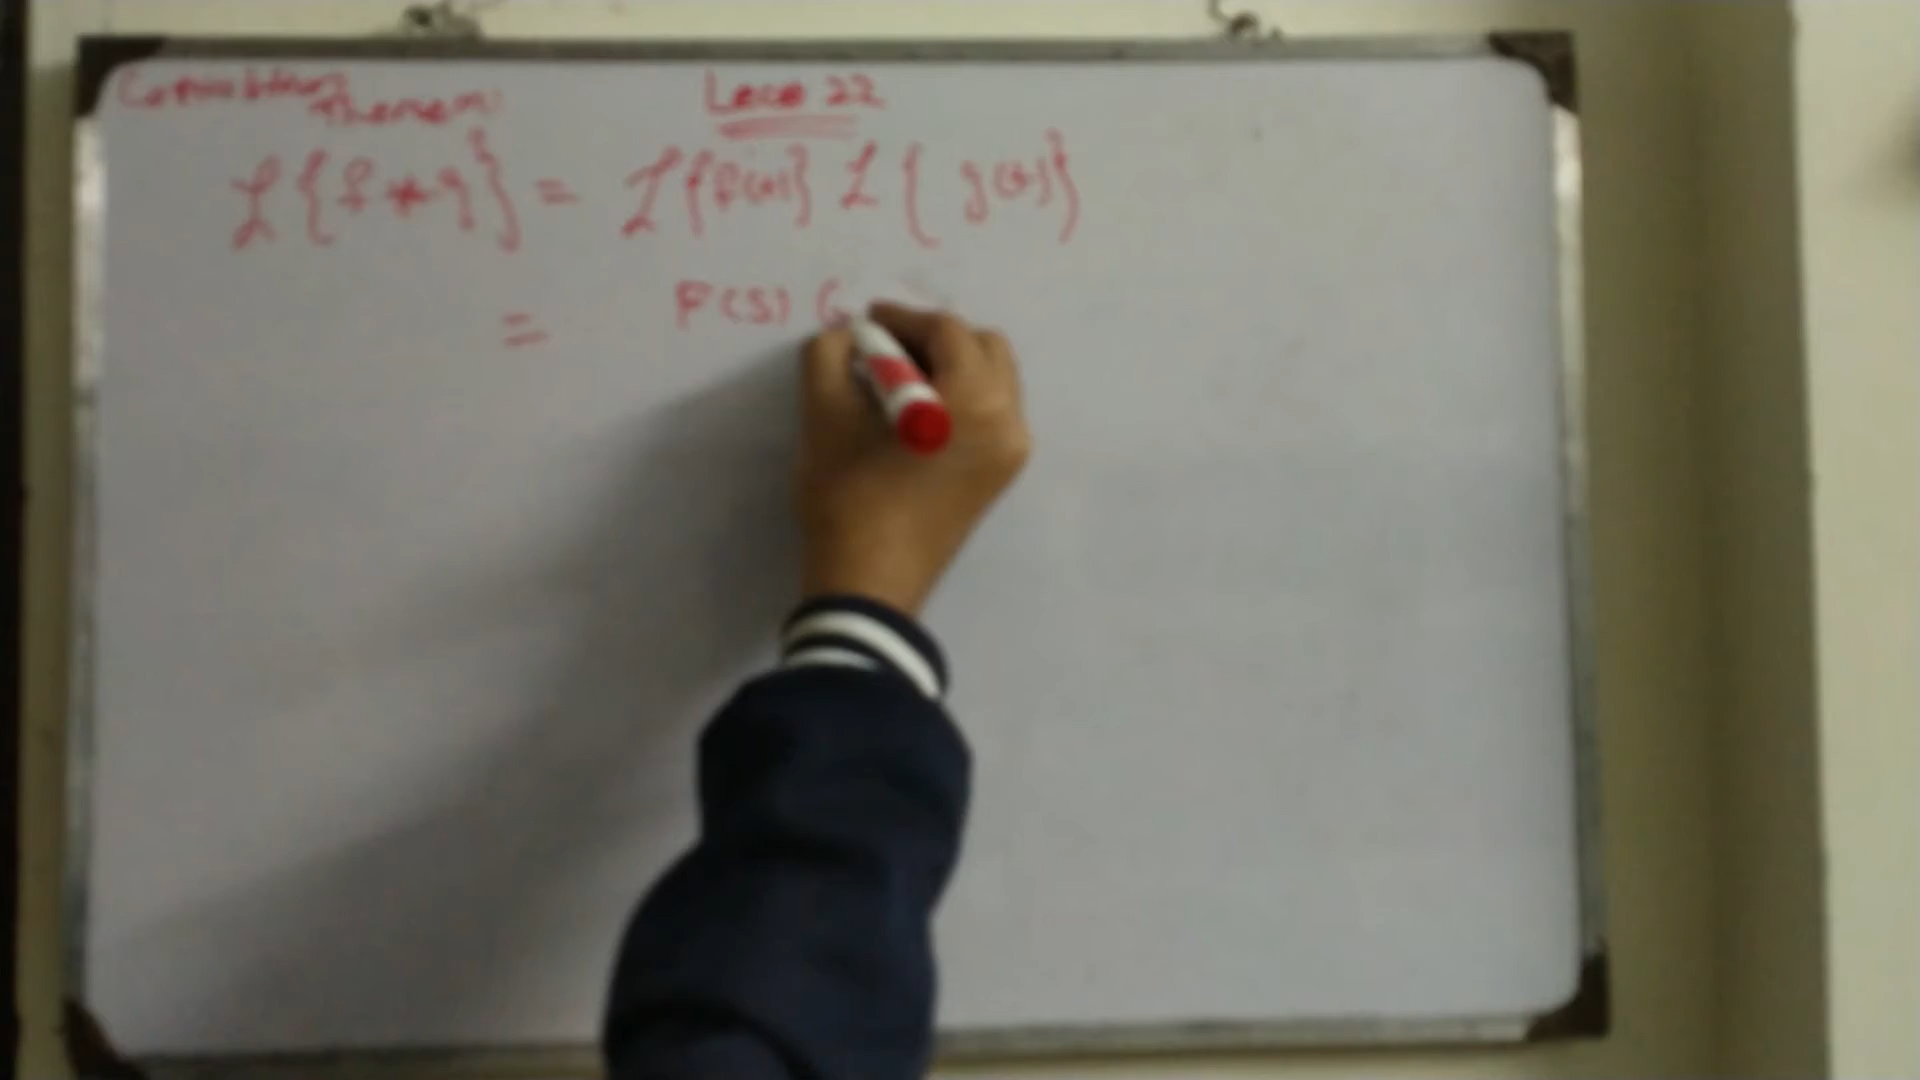 Convolution Lec# 22
Theorem:
ℒ{f*g} = ℒ{f(t)} ℒ{g(t)}
= F(S) G